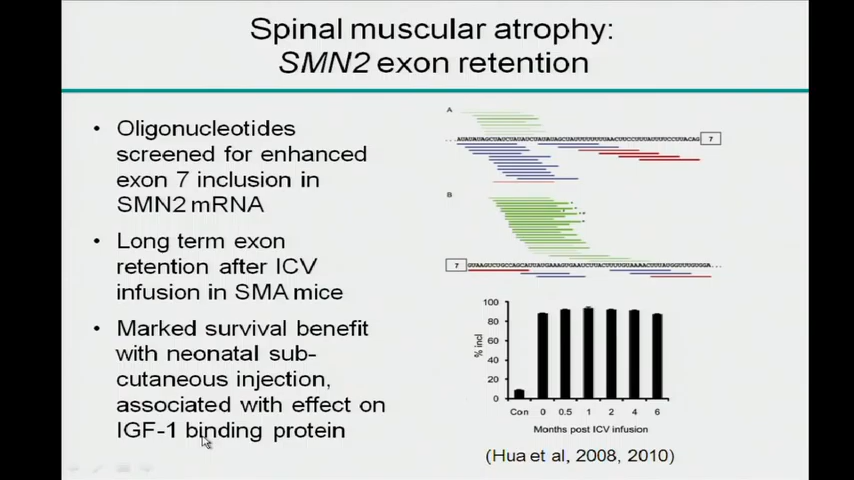 Spinal muscular atrophy:
SMN2 exon retention
• Oligonucleotides
screened for enhanced
exon 7 inclusion in
SMN2 mRNA
• Long term exon
retention after ICV
infusion in SMA mice
• Marked survival benefit
with neonatal sub-
cutaneous injection,
associated with effect on
IGF-1 binding protein
A
7
B
7
100
80
60
40
20
0
% incl
Con 0 0.5 1 2 4 6
Months post ICV infusion
(Hua et al, 2008, 2010)